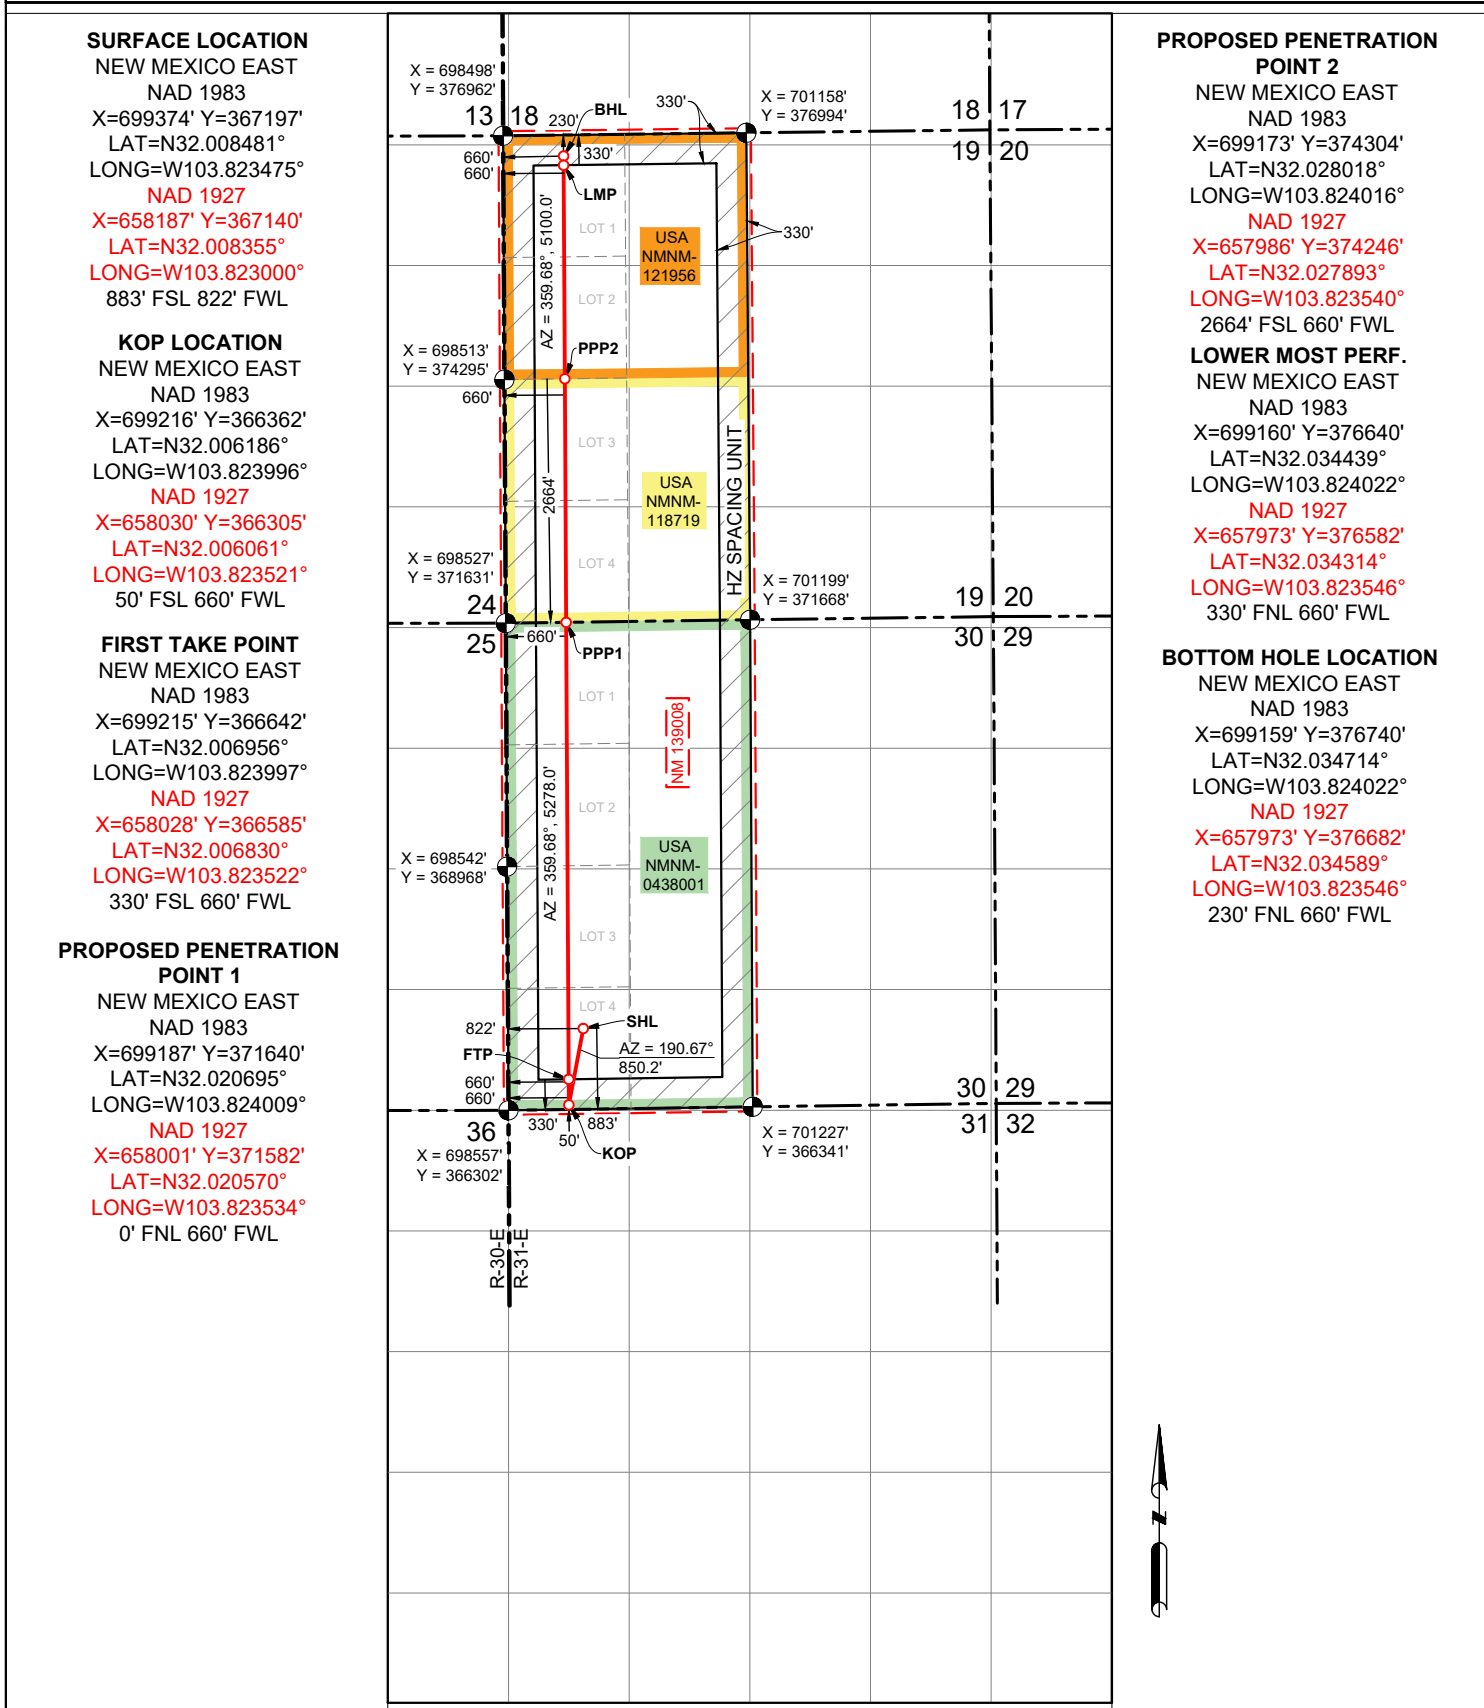 SURFACE LOCATION
NEW MEXICO EAST
NAD 1983
X=699374' Y=367197'
LAT=N32.008481°
LONG=W103.823475°
NAD 1927
X=658187' Y=367140'
LAT=N32.008355°
LONG=W103.823000°
883' FSL 822' FWL
KOP LOCATION
NEW MEXICO EAST
NAD 1983
X=699216' Y=366362'
LAT=N32.006186°
LONG=W103.823996°
NAD 1927
X=658030' Y=366305'
LAT=N32.006061°
LONG=W103.823521°
50' FSL 660' FWL
FIRST TAKE POINT
NEW MEXICO EAST
NAD 1983
X=699215' Y=366642'
LAT=N32.006956°
LONG=W103.823997°
NAD 1927
X=658028' Y=366585'
LAT=N32.006830°
LONG=W103.823522°
330' FSL 660' FWL
PROPOSED PENETRATION
POINT 1
NEW MEXICO EAST
NAD 1983
X=699187' Y=371640'
LAT=N32.020695°
LONG=W103.824009°
NAD 1927
X=658001' Y=371582'
LAT=N32.020570°
LONG=W103.823534°
0' FNL 660' FWL
X = 698498'
Y = 376962'
13 18
230'
BHL
330'
X = 701158'
Y = 376994'
18 17
19 20
660'
330'
660'
LMP
AZ = 359.68°, 5100.0'
LOT 1
USA
NMNM-
121956
330'
LOT 2
X = 698513'
Y = 374295'
PPP2
660'
LOT 3
2664'
USA
NMNM-
118719
HZ SPACING UNIT
LOT 4
X = 698527'
Y = 371631'
X = 701199'
Y = 371668'
24
25
19 20
30 29
660'
PPP1
LOT 1
NM 139008
AZ = 359.68°, 5278.0'
LOT 2
USA
NMNM-
0438001
X = 698542'
Y = 368968'
LOT 3
LOT 4
822'
SHL
FTP
AZ = 190.67°
850.2'
660'
660'
30 29
31 32
36
330'
883'
50'
KOP
X = 698557'
Y = 366302'
X = 701227'
Y = 366341'
R-30-E
R-31-E
PROPOSED PENETRATION
POINT 2
NEW MEXICO EAST
NAD 1983
X=699173' Y=374304'
LAT=N32.028018°
LONG=W103.824016°
NAD 1927
X=657986' Y=374246'
LAT=N32.027893°
LONG=W103.823540°
2664' FSL 660' FWL
LOWER MOST PERF.
NEW MEXICO EAST
NAD 1983
X=699160' Y=376640'
LAT=N32.034439°
LONG=W103.824022°
NAD 1927
X=657973' Y=376582'
LAT=N32.034314°
LONG=W103.823546°
330' FNL 660' FWL
BOTTOM HOLE LOCATION
NEW MEXICO EAST
NAD 1983
X=699159' Y=376740'
LAT=N32.034714°
LONG=W103.824022°
NAD 1927
X=657973' Y=376682'
LAT=N32.034589°
LONG=W103.823546°
230' FNL 660' FWL
N